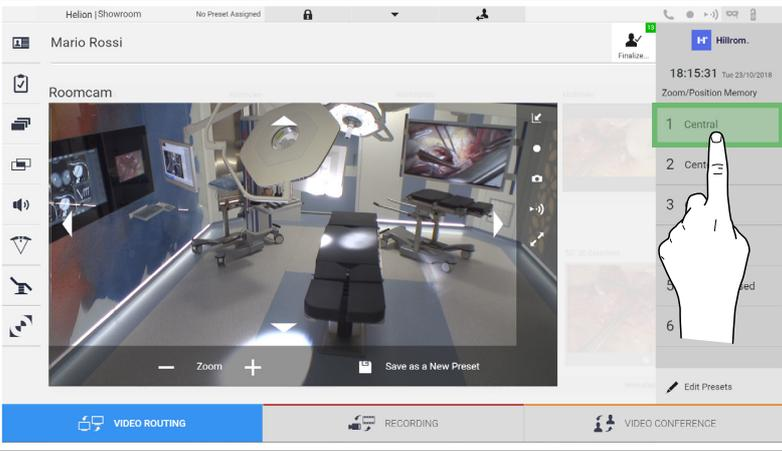 Helion | Showroom
No Preset Assigned
Mario Rossi
13
Finalize...
Hillrom.
18:15:31 Tue 23/10/2018
Zoom/Position Memory
Roomcam
1 Central
2 Cent
3
5 sed
6
Zoom
Save as a New Preset
Edit Presets
VIDEO ROUTING
RECORDING
VIDEO CONFERENCE